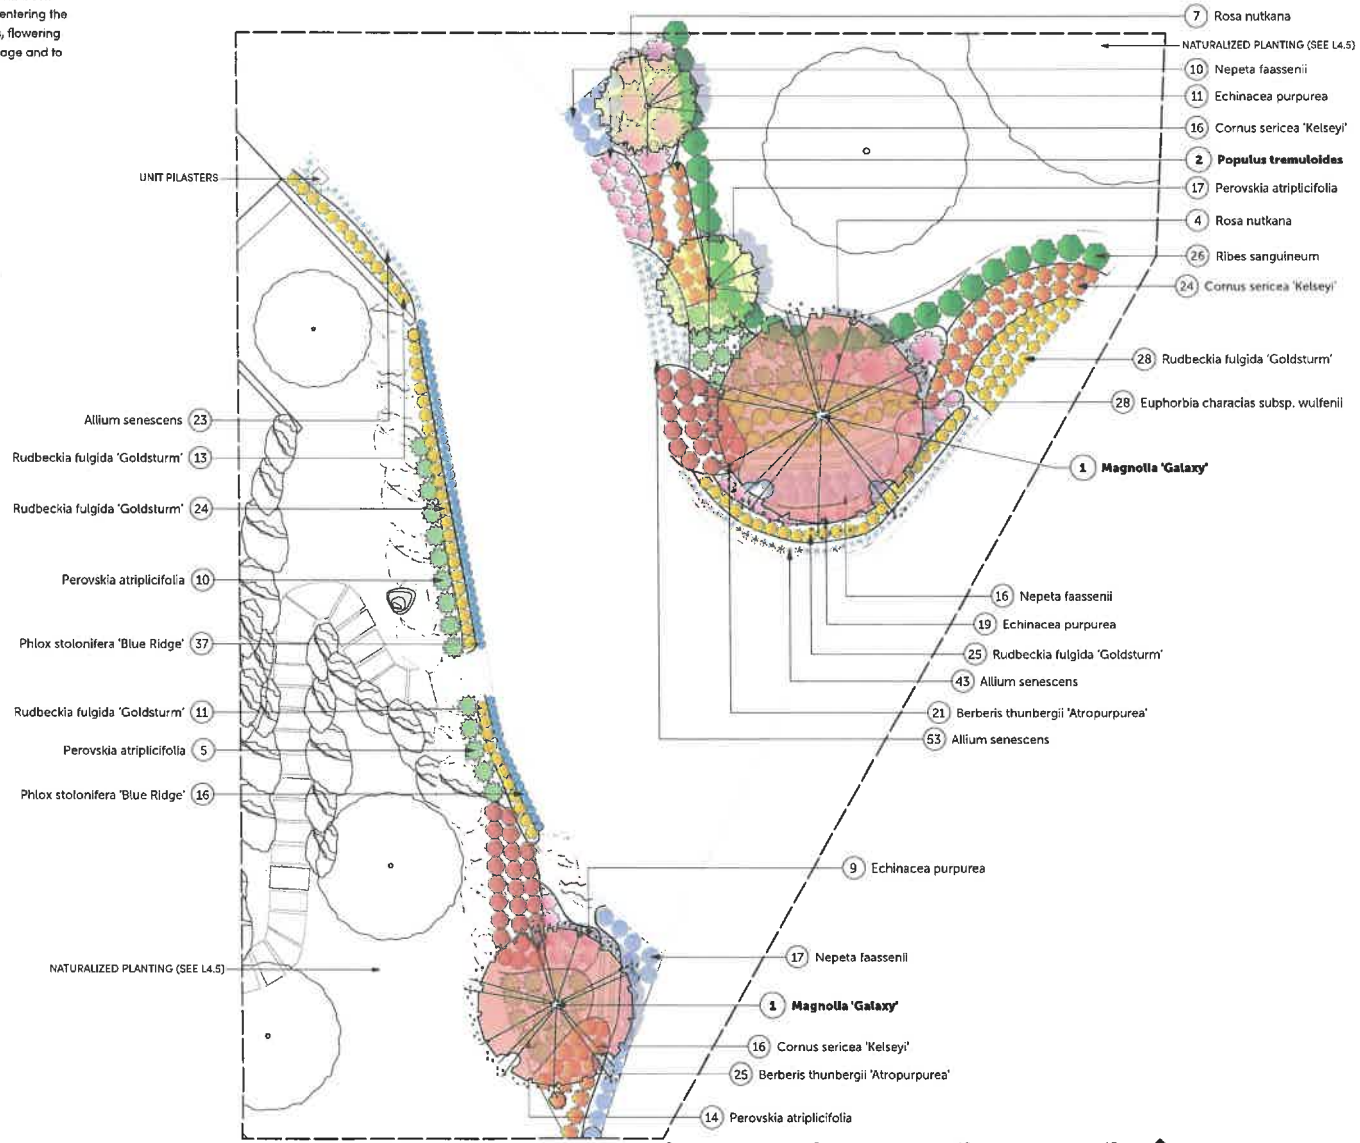 entering the
s, flowering
age and to
7 Rosa nutkana
NATURALIZED PLANTING (SEE L4.5)
10 Nepeta faassenii
11 Echinacea purpurea
16 Cornus sericea 'Kelseyi'
2 Populus tremuloides
17 Perovskia atriplicifolia
4 Rosa nutkana
26 Ribes sanguineum
24 Cornus sericea 'Kelseyi'
28 Rudbeckia fulgida 'Goldsturm'
28 Euphorbia characias subsp. wulfenii
1 Magnolia 'Galaxy'
UNIT PILASTERS
Allium senescens 23
Rudbeckia fulgida 'Goldsturm' 13
Rudbeckia fulgida 'Goldsturm' 24
Perovskia atriplicifolia 10
Phlox stolonifera 'Blue Ridge' 37
Rudbeckia fulgida 'Goldsturm' 11
Perovskia atriplicifolia 5
Phlox stolonifera 'Blue Ridge' 16
16 Nepeta faassenii
19 Echinacea purpurea
25 Rudbeckia fulgida 'Goldsturm'
43 Allium senescens
21 Berberis thunbergii 'Atropurpurea'
53 Allium senescens
9 Echinacea purpurea
NATURALIZED PLANTING (SEE L4.5)
17 Nepeta faassenii
1 Magnolia 'Galaxy'
16 Cornus sericea 'Kelseyi'
25 Berberis thunbergii 'Atropurpurea'
14 Perovskia atriplicifolia